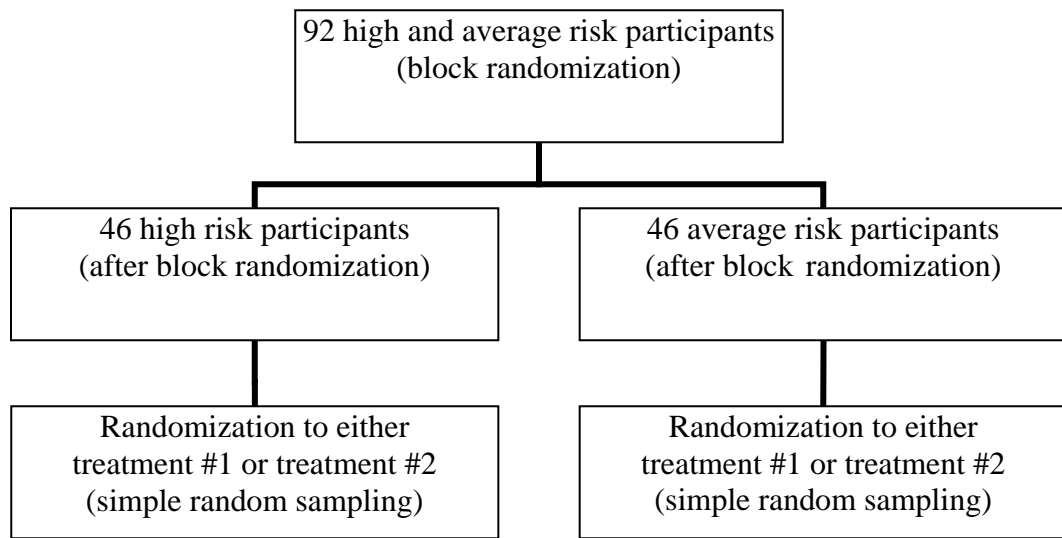 92 high and average risk participants
(block randomization)
46 high risk participants
(after block randomization)
46 average risk participants
(after block randomization)
Randomization to either
treatment #1 or treatment #2
(simple random sampling)
Randomization to either
treatment #1 or treatment #2
(simple random sampling)